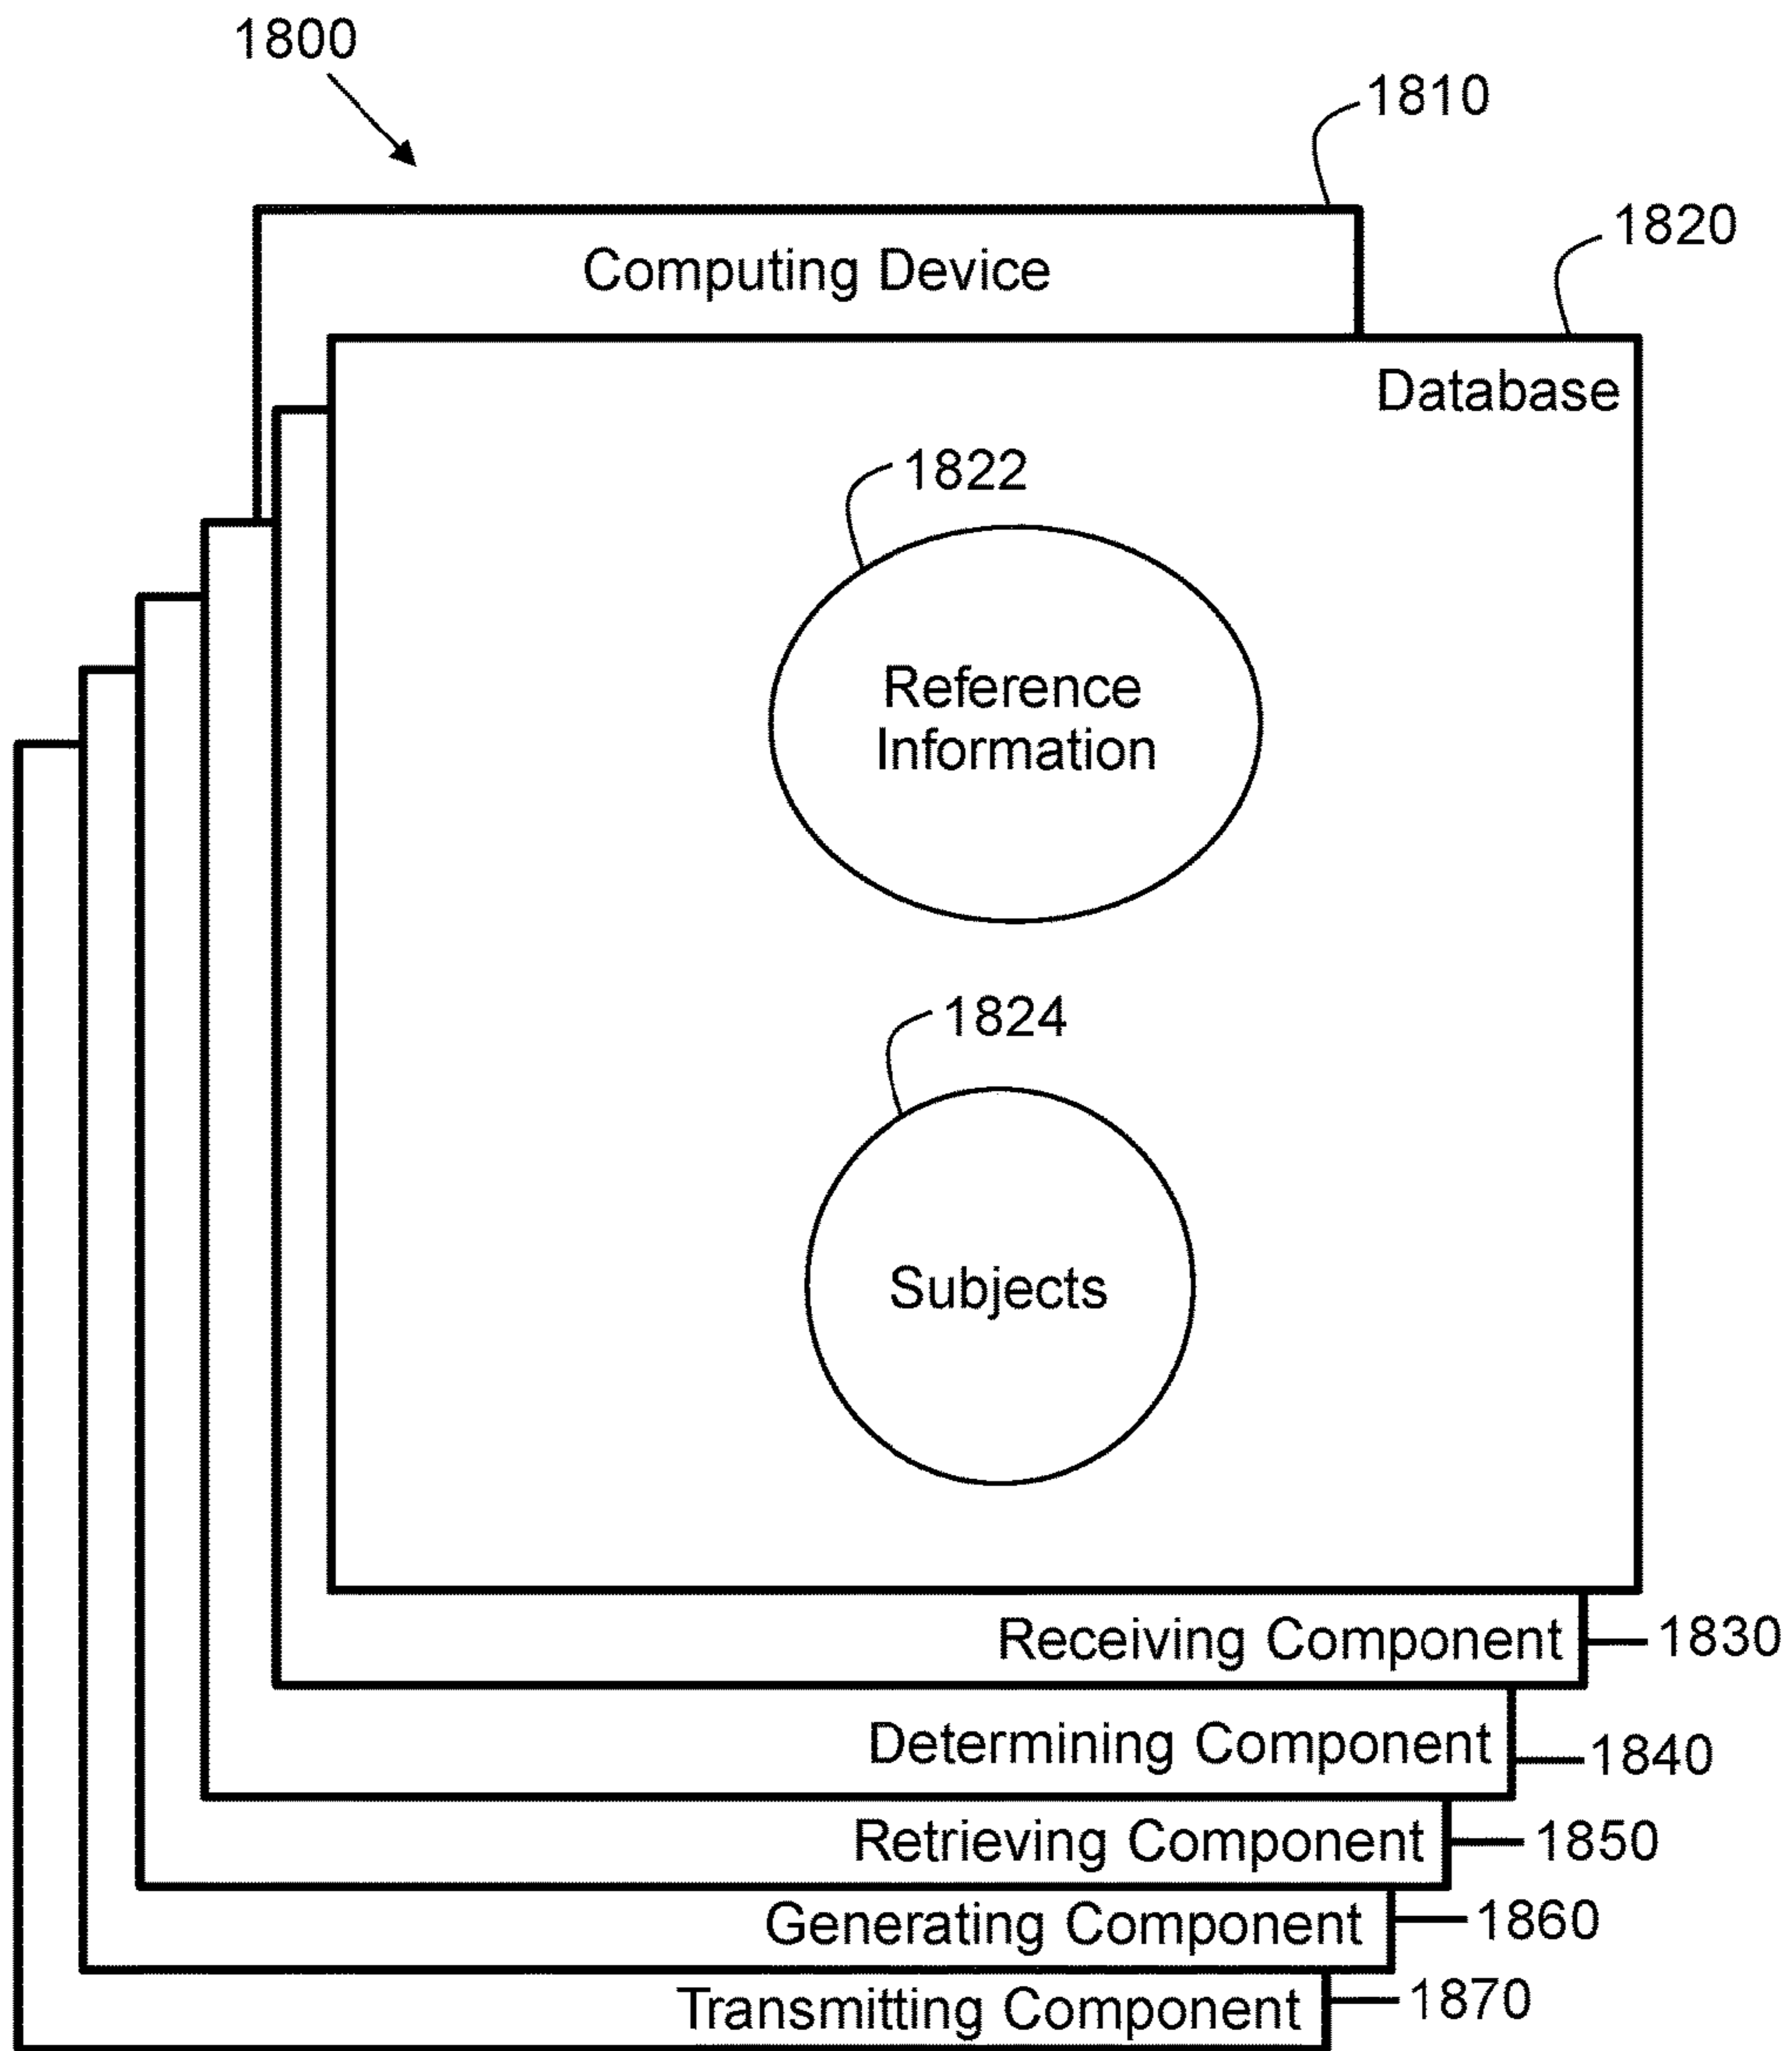 1800
1810
Computing Device
1820
Database
1822
Reference
Information
1824
Subjects
Receiving Component
1830
Determining Component
1840
Retrieving Component
1850
Generating Component
1860
Transmitting Component
1870